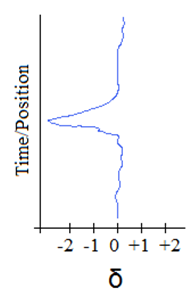 Time/Position
-2 -1 0 +1 +2
δ